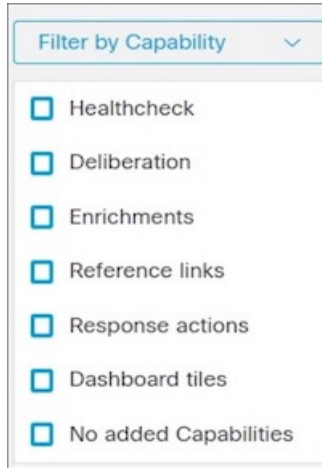 Filter by Capability
Healthcheck
Deliberation
Enrichments
Reference links
Response actions
Dashboard tiles
No added Capabilities